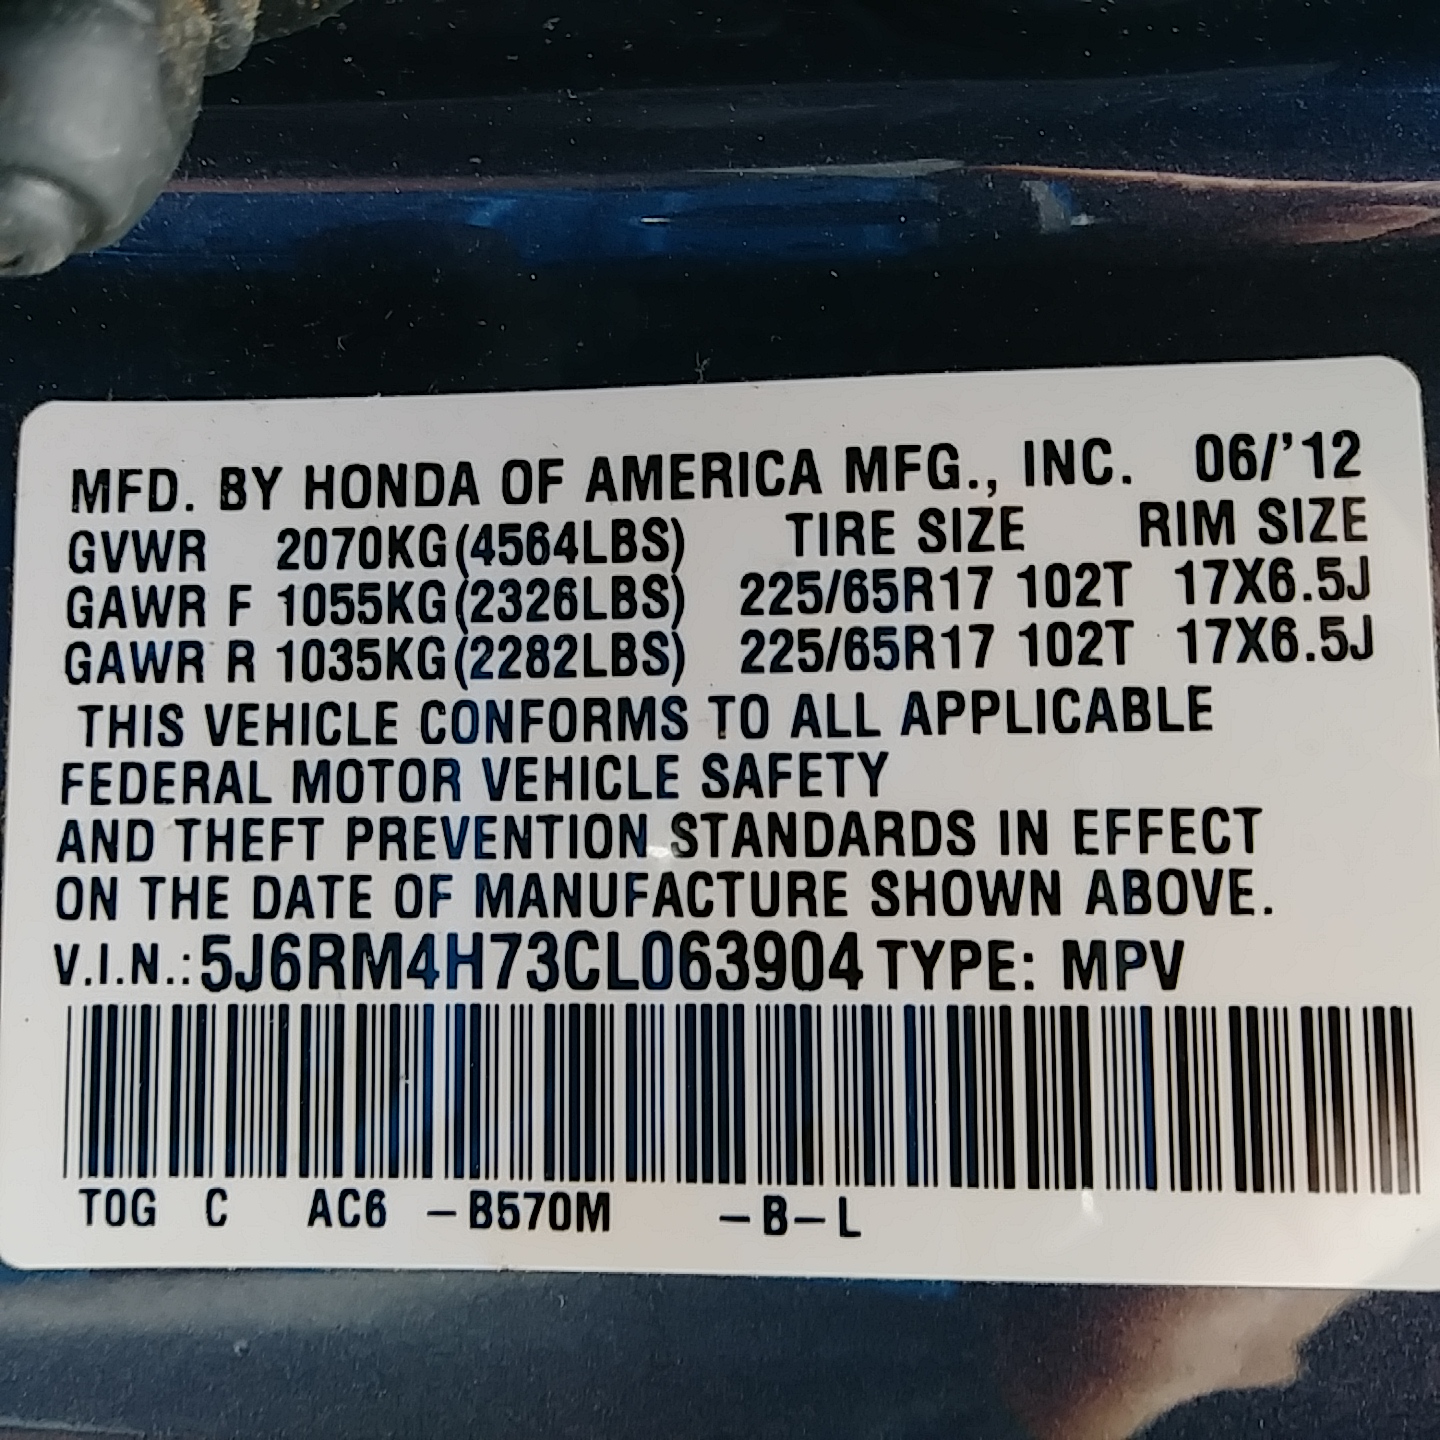 MFD. BY HONDA OF AMERICA MFG., INC. 06/'12
GVWR 2070KG(4564LBS) TIRE SIZE RIM SIZE
GAWR F 1055KG(2326LBS) 225/65R17 102T 17X6.5J
GAWR R 1035KG(2282LBS) 225/65R17 102T 17X6.5J
THIS VEHICLE CONFORMS TO ALL APPLICABLE
FEDERAL MOTOR VEHICLE SAFETY
AND THEFT PREVENTION STANDARDS IN EFFECT
ON THE DATE OF MANUFACTURE SHOWN ABOVE.
V.I.N.: 5J6RM4H73CL063904 TYPE: MPV
TOG C AC6 -B570M -B-L